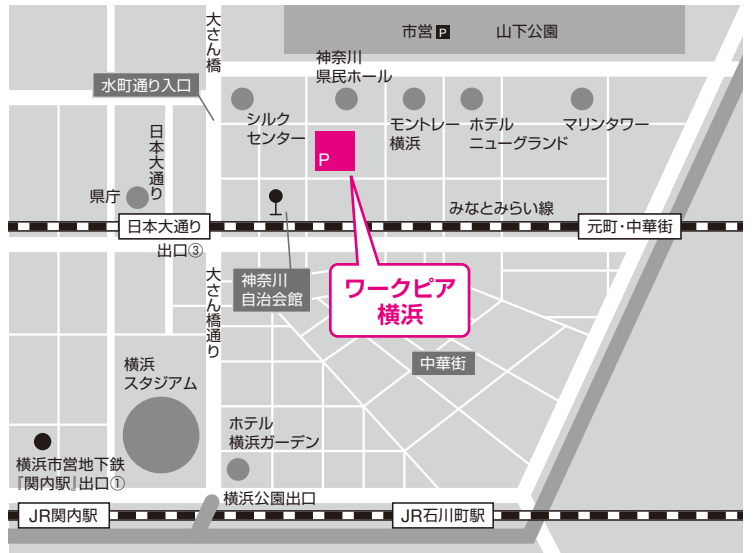 大さん橋
市営 P
山下公園
神奈川
県民ホール
水町通り入口
シルク
センター
モントレー
横浜
ホテル
ニューグランド
マリンタワー
P
日本大通り
県庁
みなとみらい線
日本大通り
元町・中華街
出口③
神奈川
自治会館
ワークピア
横浜
大さん橋通り
中華街
横浜
スタジアム
ホテル
横浜ガーデン
横浜市営地下鉄
『関内駅』出口①
横浜公園出口
JR関内駅
JR石川町駅